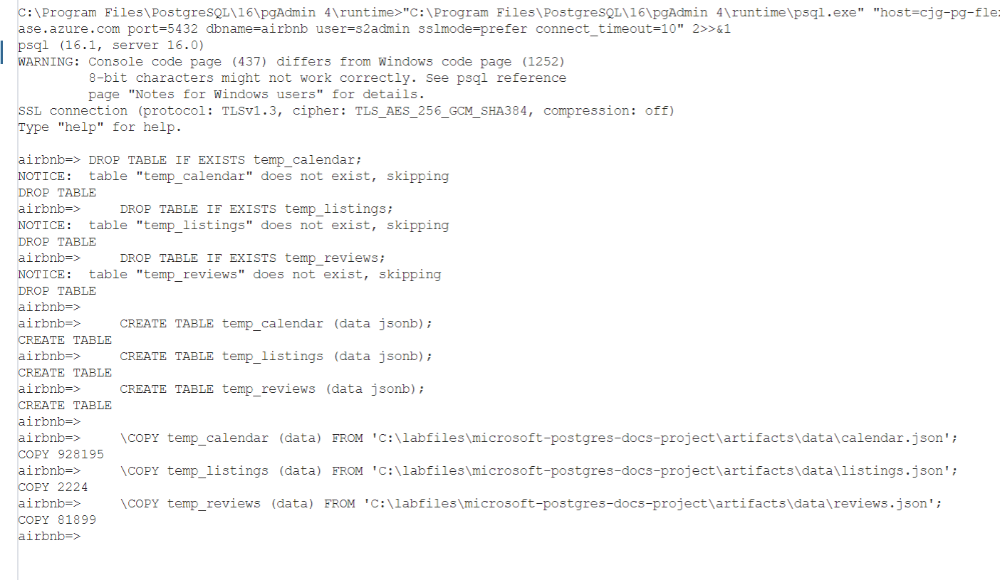 C:\Program Files\PostgreSQL\16\pgAdmin 4\runtime>"C:\Program Files\PostgreSQL\16\pgAdmin 4\runtime\psql.exe" "host=cjg-pg-flex
ase.azure.com port=5432 dbname=airbnb user=s2admin sslmode=prefer connect_timeout=10" 2>>&1
psql (16.1, server 16.0)
WARNING: Console code page (437) differs from Windows code page (1252)
         8-bit characters might not work correctly. See psql reference
         page "Notes for Windows users" for details.
SSL connection (protocol: TLSv1.3, cipher: TLS_AES_256_GCM_SHA384, compression: off)
Type "help" for help.

airbnb=> DROP TABLE IF EXISTS temp_calendar;
NOTICE:  table "temp_calendar" does not exist, skipping
DROP TABLE
airbnb=>     DROP TABLE IF EXISTS temp_listings;
NOTICE:  table "temp_listings" does not exist, skipping
DROP TABLE
airbnb=>     DROP TABLE IF EXISTS temp_reviews;
NOTICE:  table "temp_reviews" does not exist, skipping
DROP TABLE
airbnb=>
airbnb=>     CREATE TABLE temp_calendar (data jsonb);
CREATE TABLE
airbnb=>     CREATE TABLE temp_listings (data jsonb);
CREATE TABLE
airbnb=>     CREATE TABLE temp_reviews (data jsonb);
CREATE TABLE
airbnb=>
airbnb=>     \COPY temp_calendar (data) FROM 'C:\labfiles\microsoft-postgres-docs-project\artifacts\data\calendar.json';
COPY 928195
airbnb=>     \COPY temp_listings (data) FROM 'C:\labfiles\microsoft-postgres-docs-project\artifacts\data\listings.json';
COPY 2224
airbnb=>     \COPY temp_reviews (data) FROM 'C:\labfiles\microsoft-postgres-docs-project\artifacts\data\reviews.json';
COPY 81899
airbnb=>